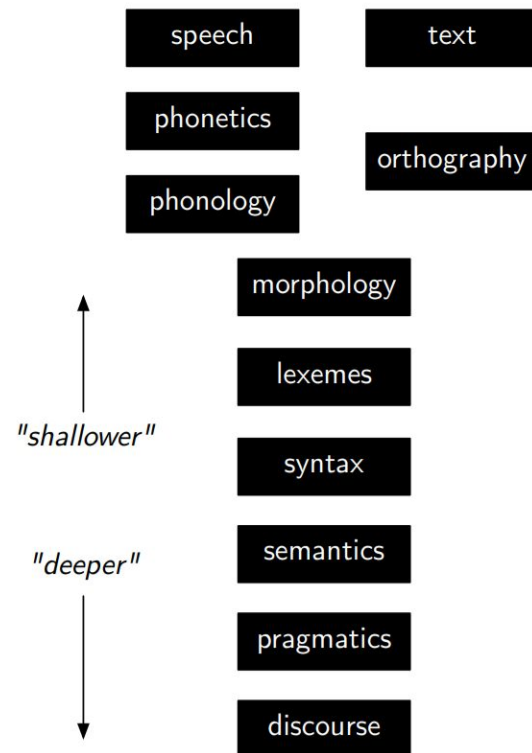 speech
text
phonetics
orthography
phonology
morphology
lexemes
"shallower"
syntax
semantics
"deeper"
pragmatics
discourse